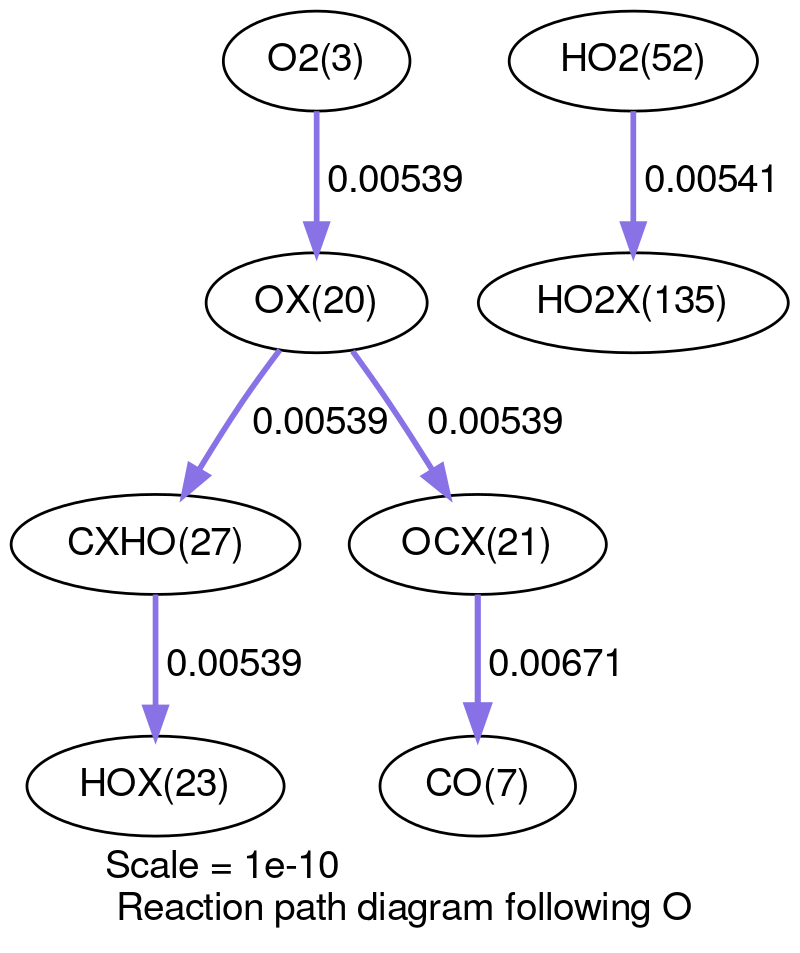 O2(3)
HO2(52)
0.00539
0.00541
OX(20)
HO2X(135)
0.00539
0.00539
CXHO(27)
OCX(21)
0.00539
0.00671
HOX(23)
CO(7)
Scale = 1e-10
Reaction path diagram following O